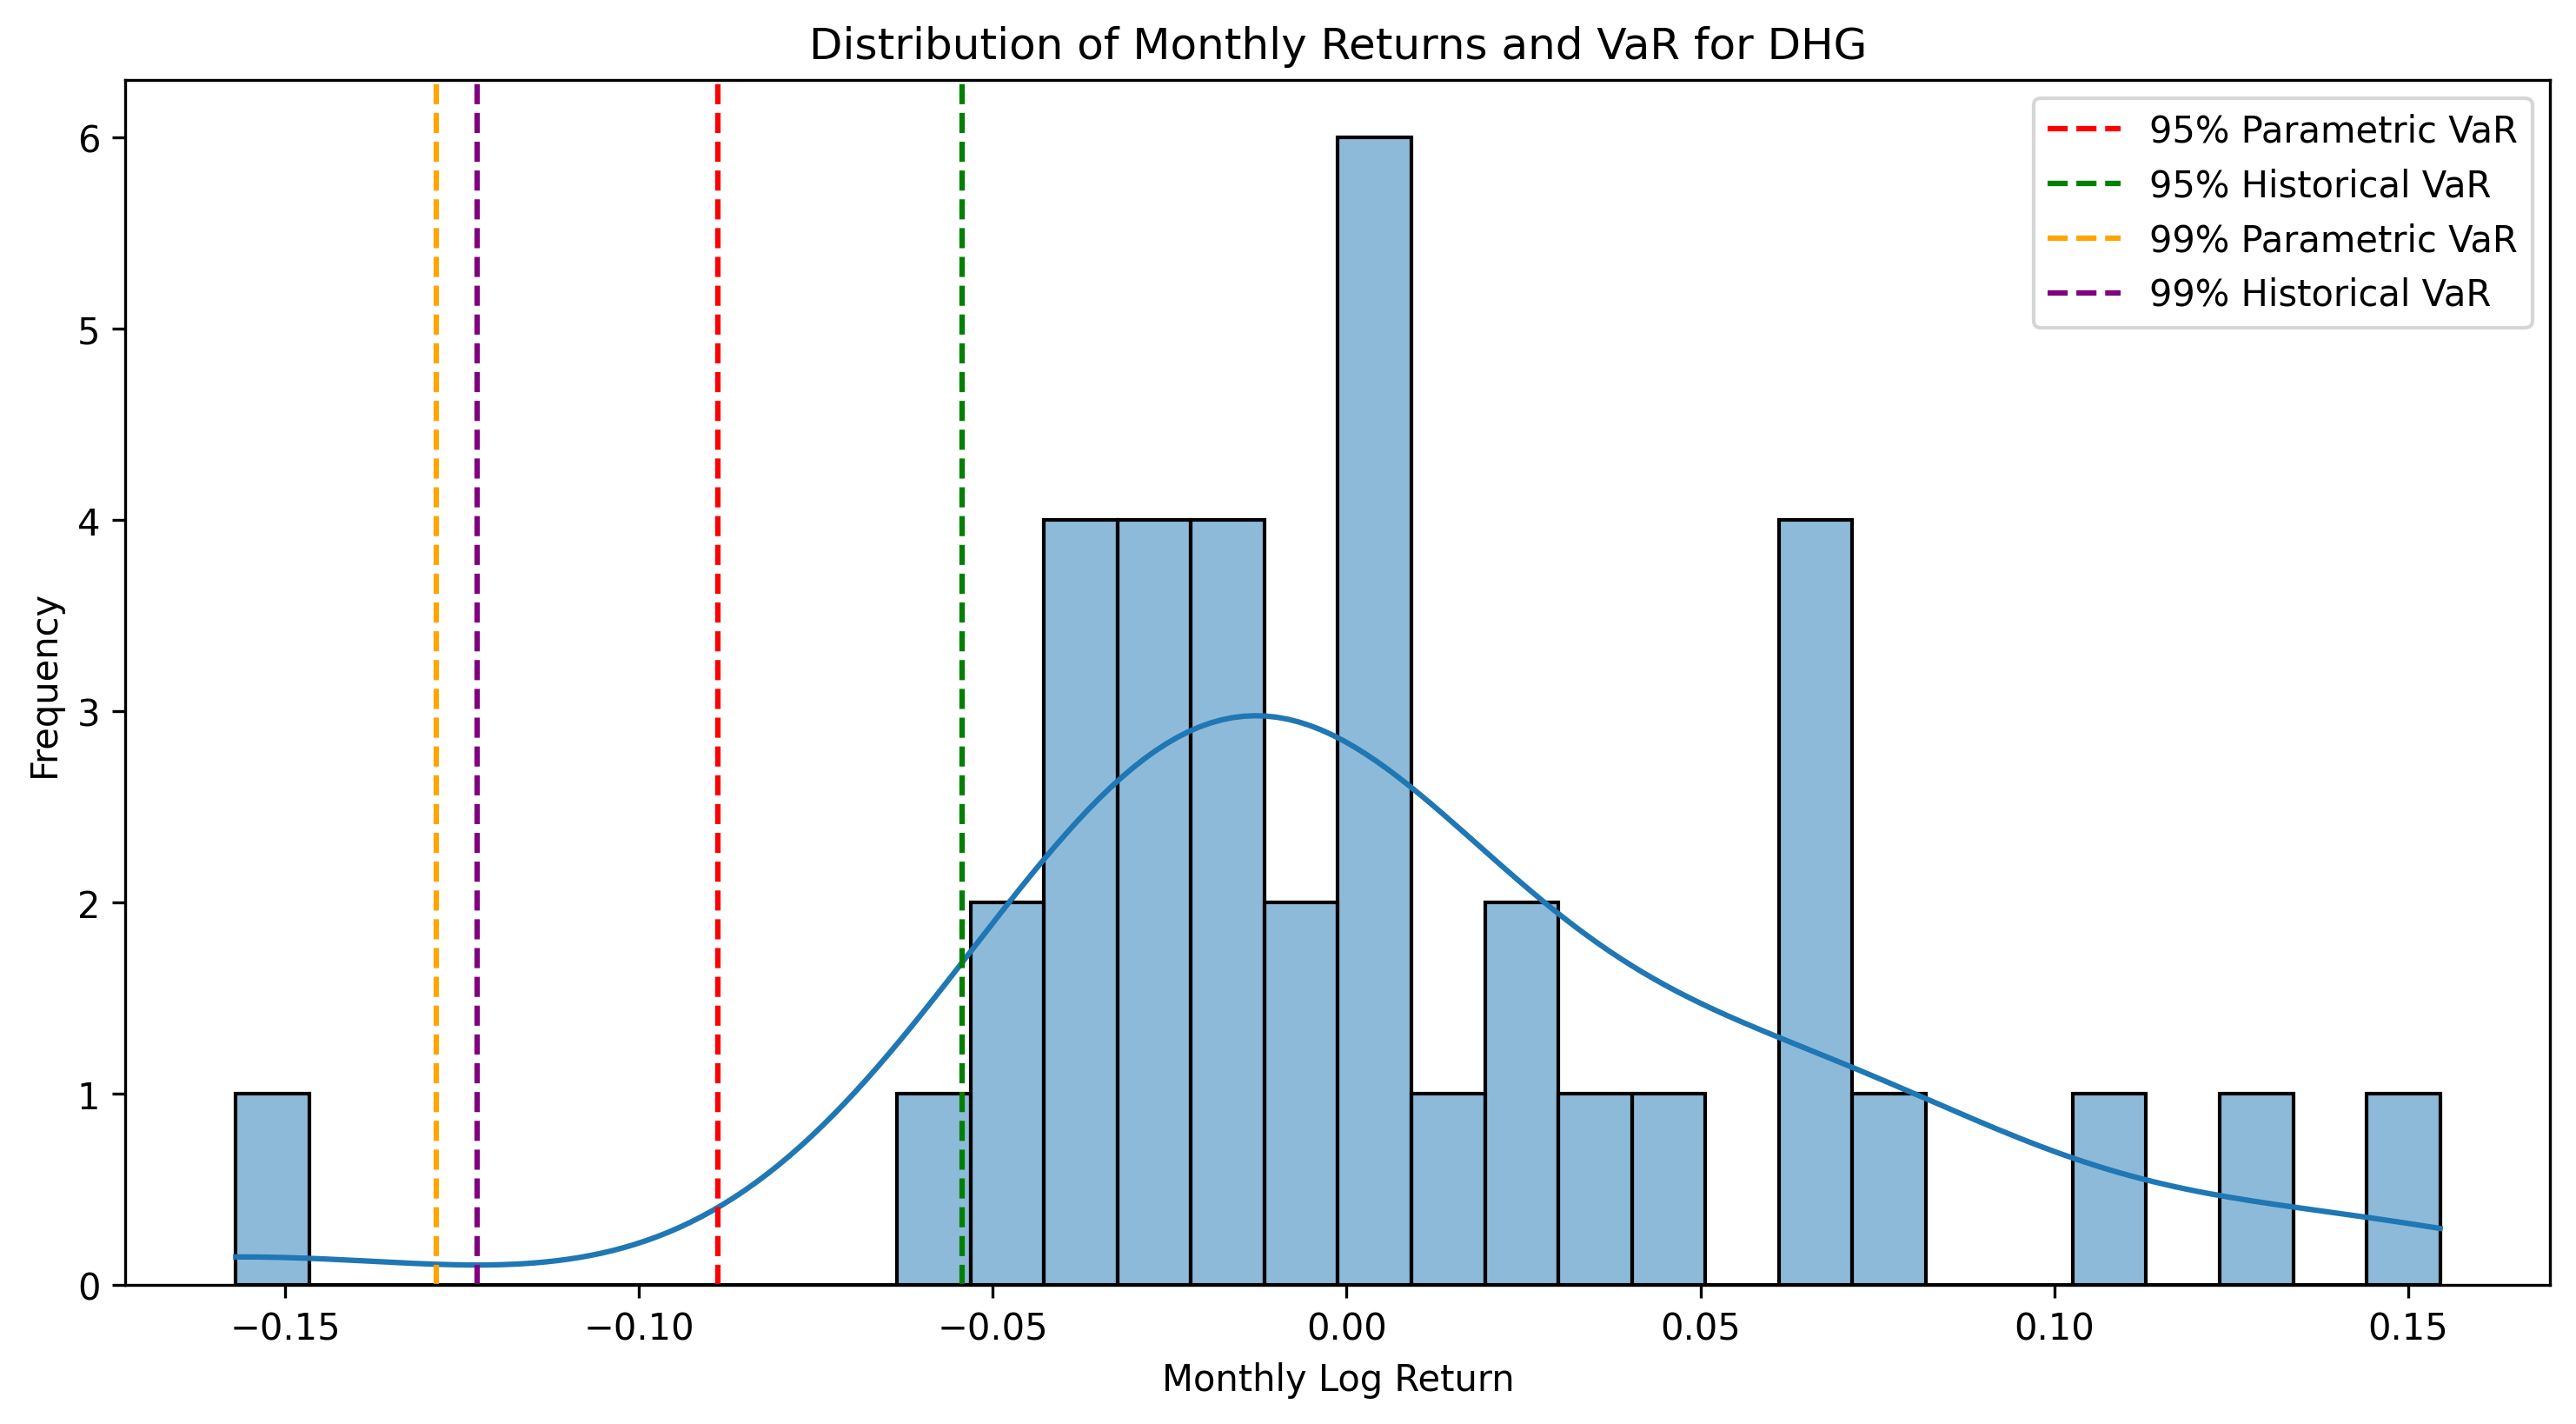 Distribution of Monthly Returns and VaR for DHG
95% Parametric VaR
95% Historical VaR
99% Parametric VaR
99% Historical VaR
Frequency
6
5
4
3
2
1
0
−0.15 −0.10 −0.05 0.00 0.05 0.10 0.15
Monthly Log Return